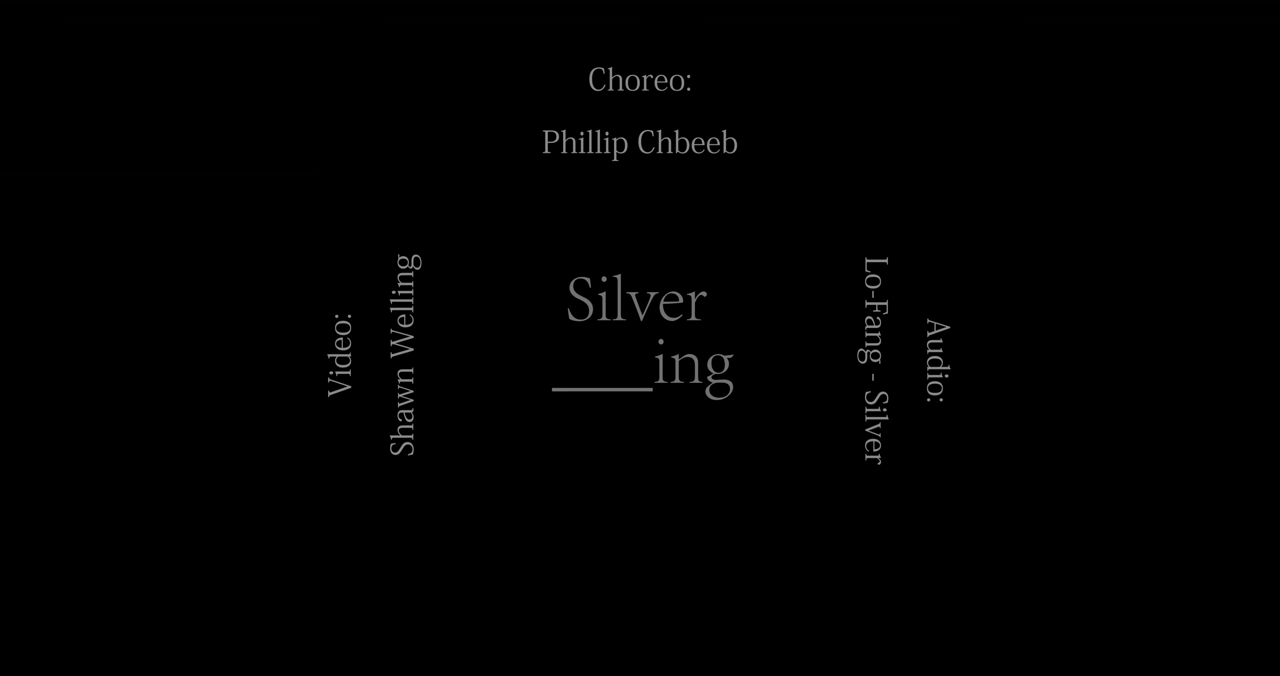 Choreo:
Phillip Chbeeb
Video:
Shawn Welling
Silver
____ing
Lo-Fang - Silver
Audio: